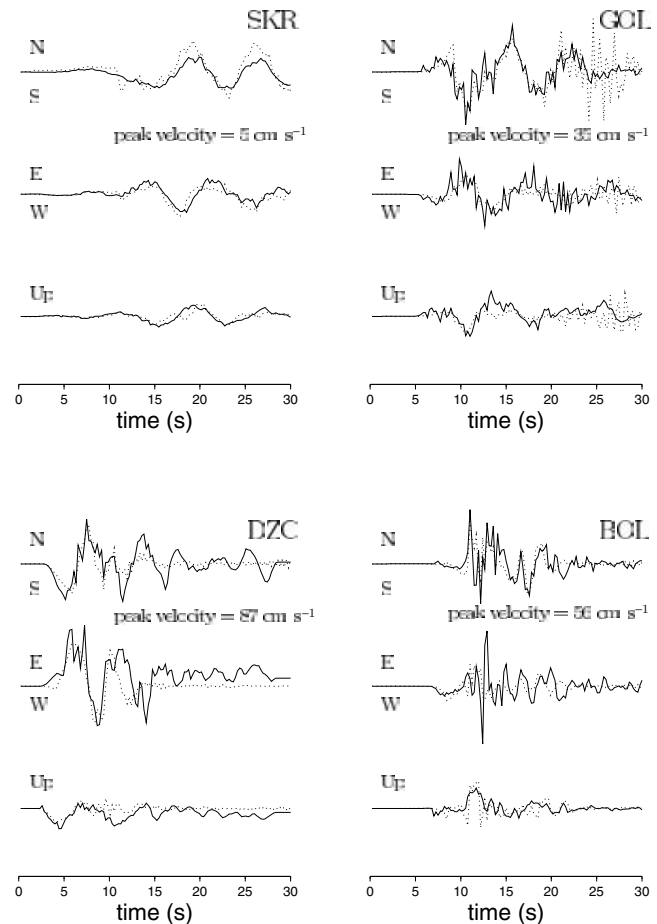 SKR
N
S
peak velocity = 5 cm s⁻¹
E
W
Up
0 5 10 15 20 25 30
time (s)
GOL
N
S
peak velocity = 35 cm s⁻¹
E
W
Up
0 5 10 15 20 25 30
time (s)
DZC
N
S
peak velocity = 87 cm s⁻¹
E
W
Up
0 5 10 15 20 25 30
time (s)
BOL
N
S
peak velocity = 56 cm s⁻¹
E
W
Up
0 5 10 15 20 25 30
time (s)